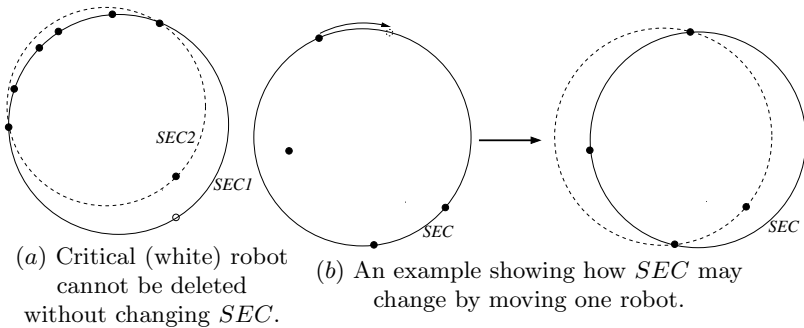 SEC2
SEC1
SEC
SEC
(a) Critical (white) robot
cannot be deleted
without changing SEC.
(b) An example showing how SEC may
change by moving one robot.